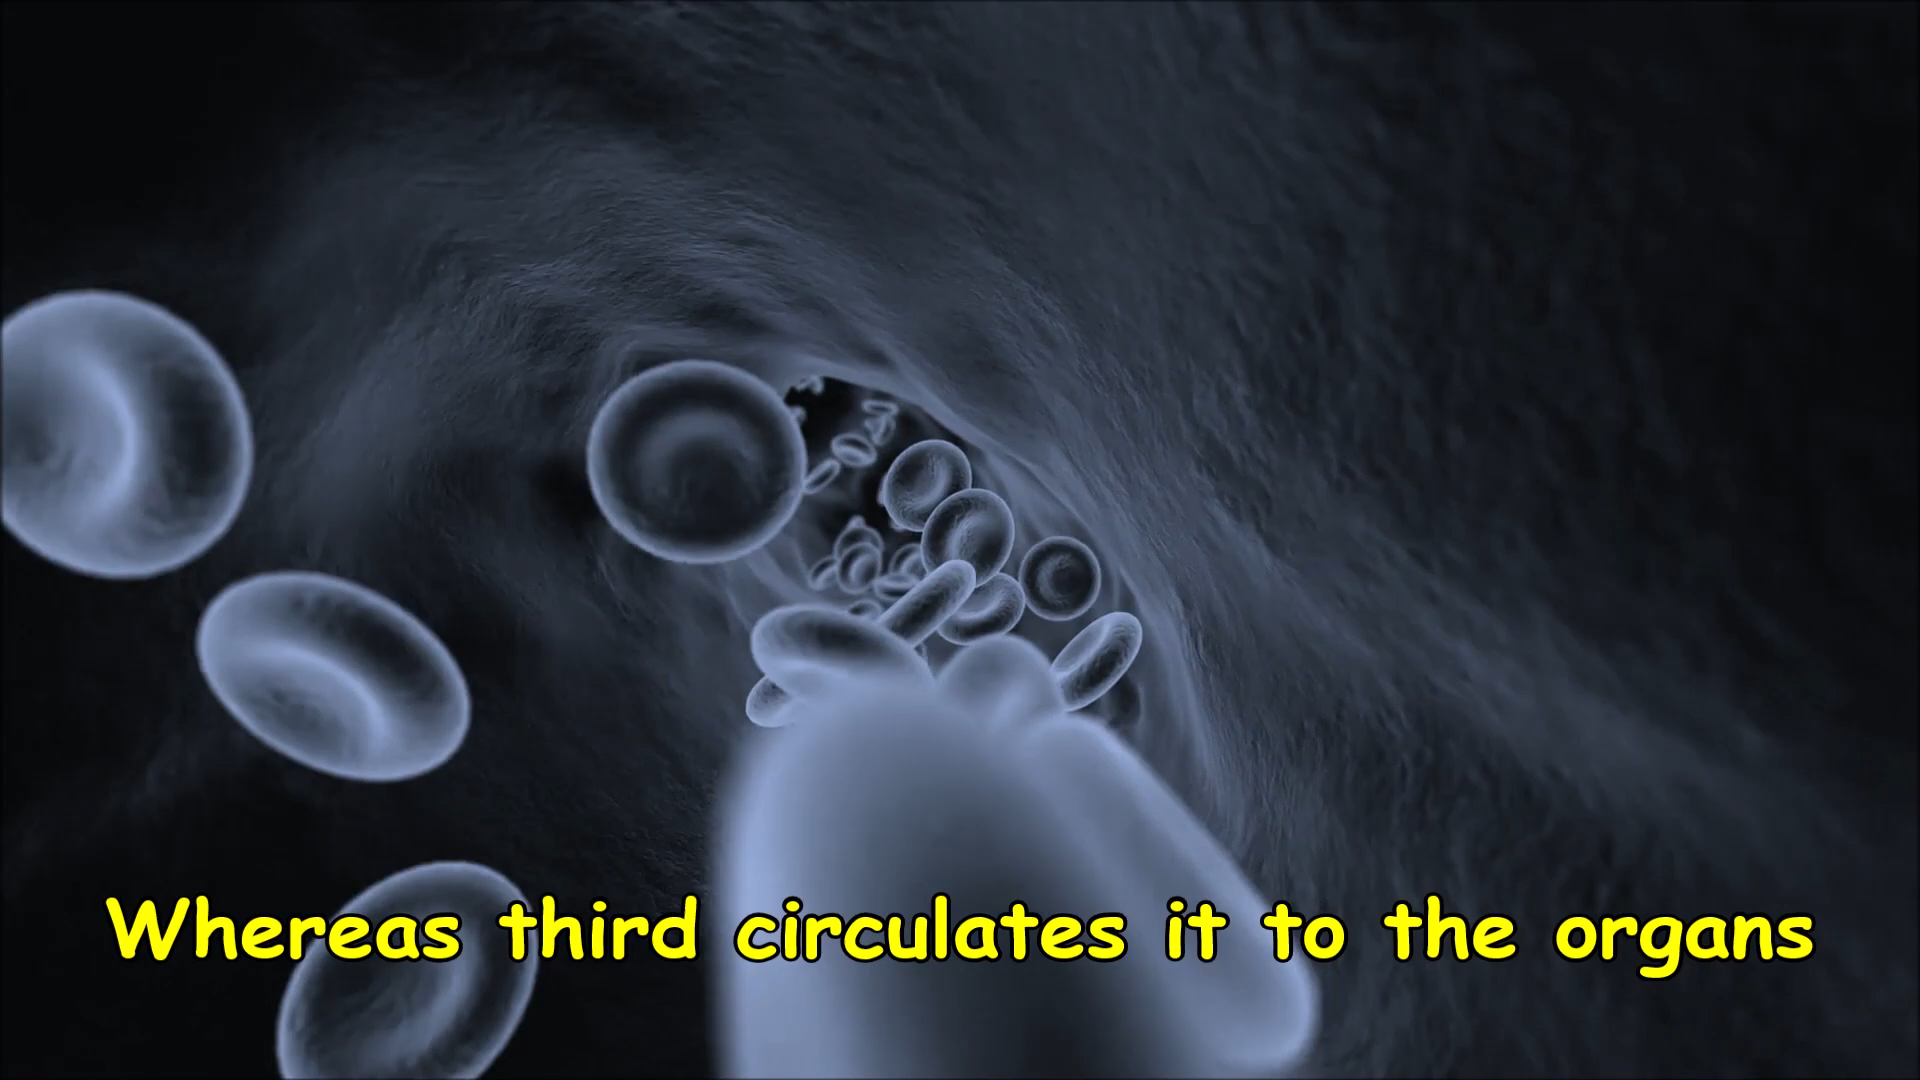 Whereas third circulates it to the organs